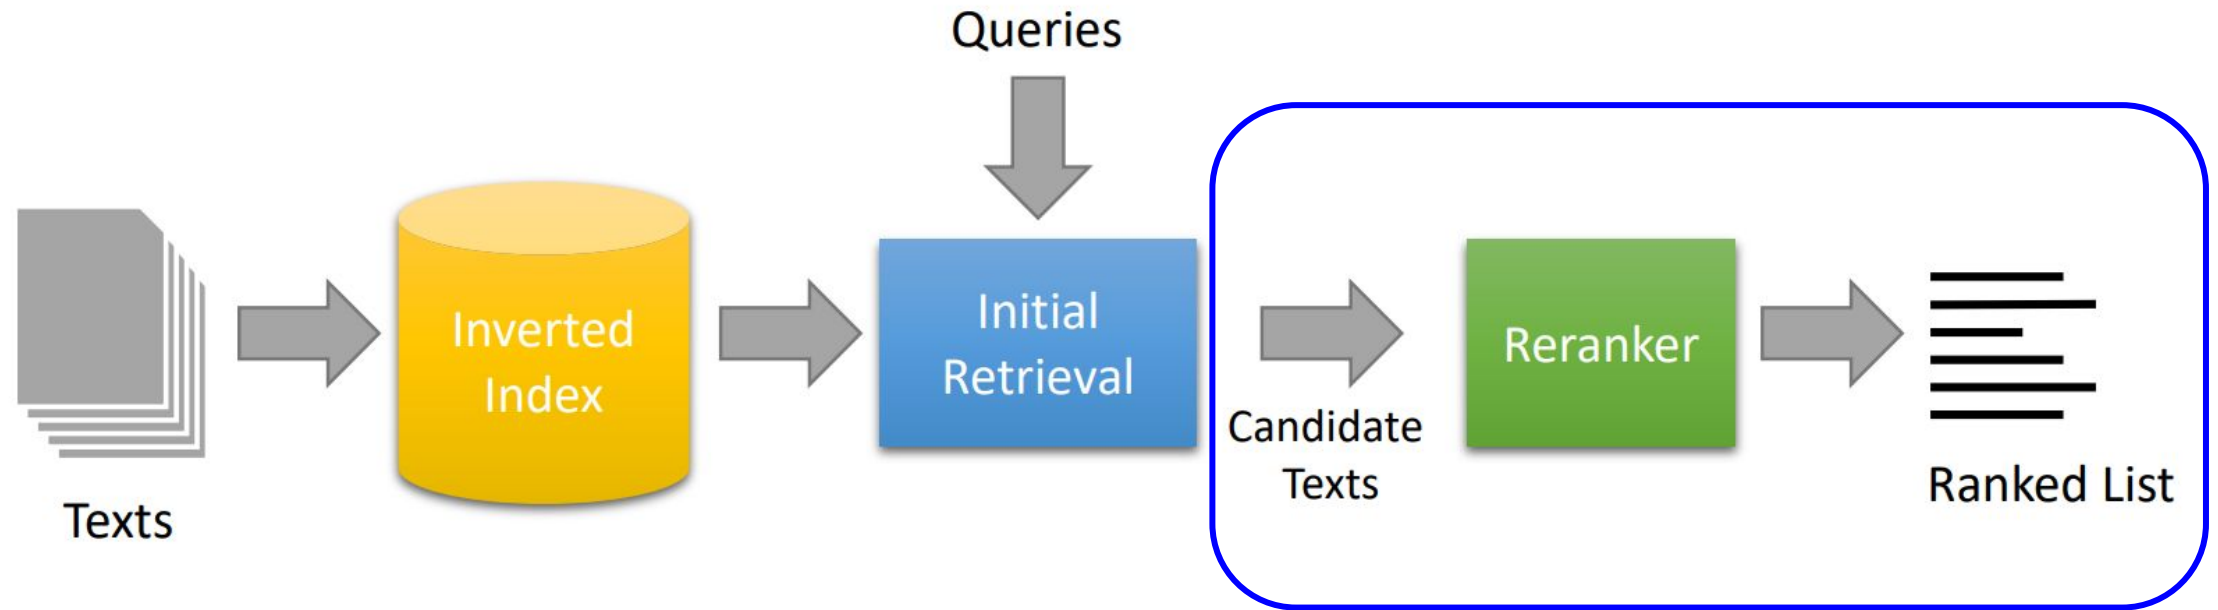 Queries
Texts
Inverted
Index
Initial
Retrieval
Candidate
Texts
Reranker
Ranked List